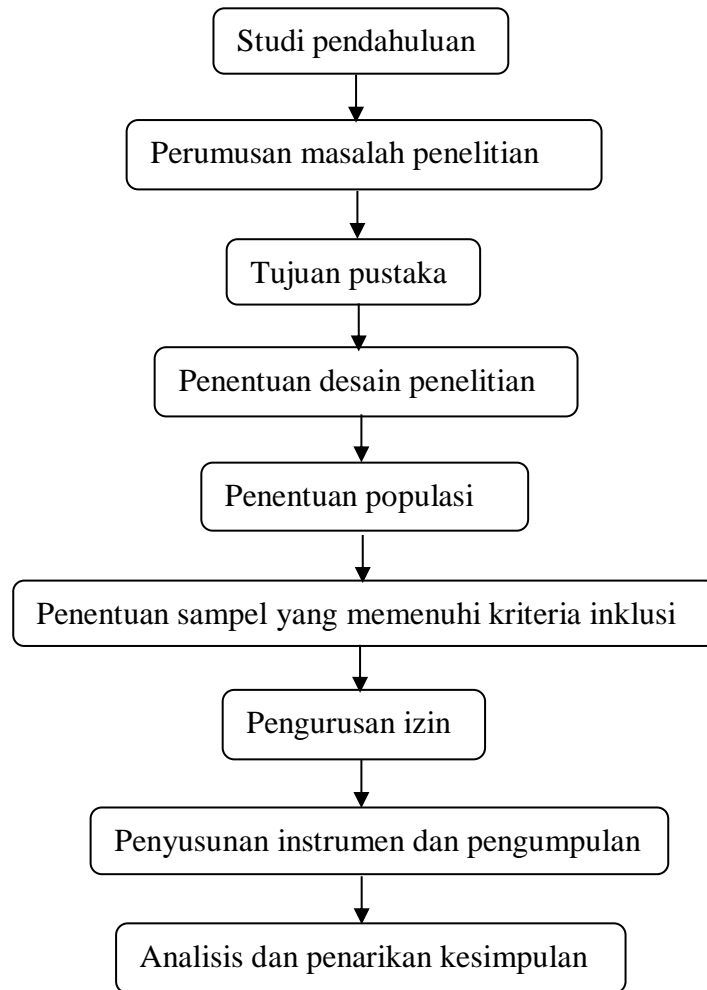 Studi pendahuluan
Perumusan masalah penelitian
Tujuan pustaka
Penentuan desain penelitian
Penentuan populasi
Penentuan sampel yang memenuhi kriteria inklusi
Pengurusan izin
Penyusunan instrumen dan pengumpulan
Analisis dan penarikan kesimpulan